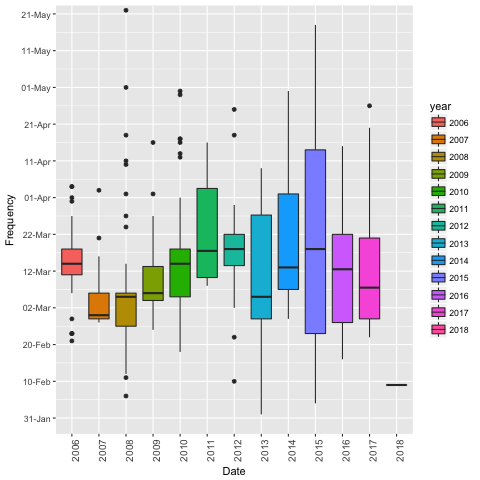 21-May
11-May
01-May
21-Apr
11-Apr
01-Apr
22-Mar
12-Mar
02-Mar
20-Feb
10-Feb
31-Jan
Frequency
2006
2007
2008
2009
2010
2011
2012
2013
2014
2015
2016
2017
2018
Date
year
2006
2007
2008
2009
2010
2011
2012
2013
2014
2015
2016
2017
2018